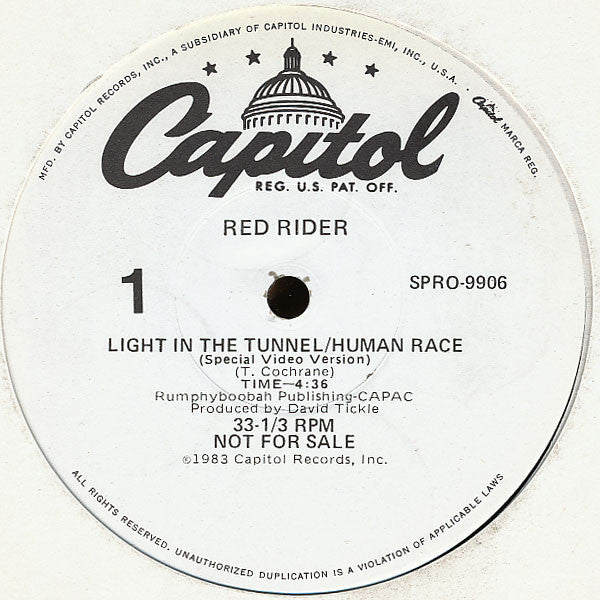 MFD. BY CAPITOL RECORDS, INC., A SUBSIDIARY OF CAPITOL INDUSTRIES-EMI, INC., U.S.A. . Capitol MARCA REG.
Capitol
REG. U.S. PAT. OFF.
RED RIDER
1
SPRO-9906
LIGHT IN THE TUNNEL/HUMAN RACE
(Special Video Version)
(T. Cochrane)
TIME—4:36
Rumphyboobah Publishing-CAPAC
Produced by David Tickle
33-1/3 RPM
NOT FOR SALE
℗1983 Capitol Records, Inc.
ALL RIGHTS RESERVED. UNAUTHORIZED DUPLICATION IS A VIOLATION OF APPLICABLE LAWS